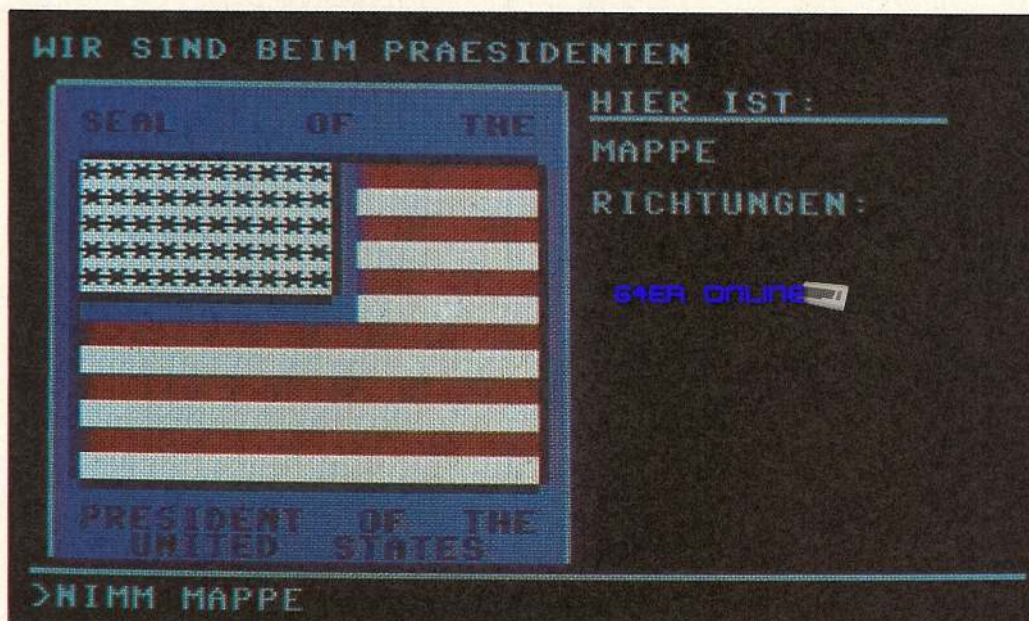 WIR SIND BEIM PRAESIDENTEN
SEAL OF THE
PRESIDENT OF THE
UNITED STATES
HIER IST:
MAPPE
RICHTUNGEN:
64ER ONLINE
>NIMM MAPPE